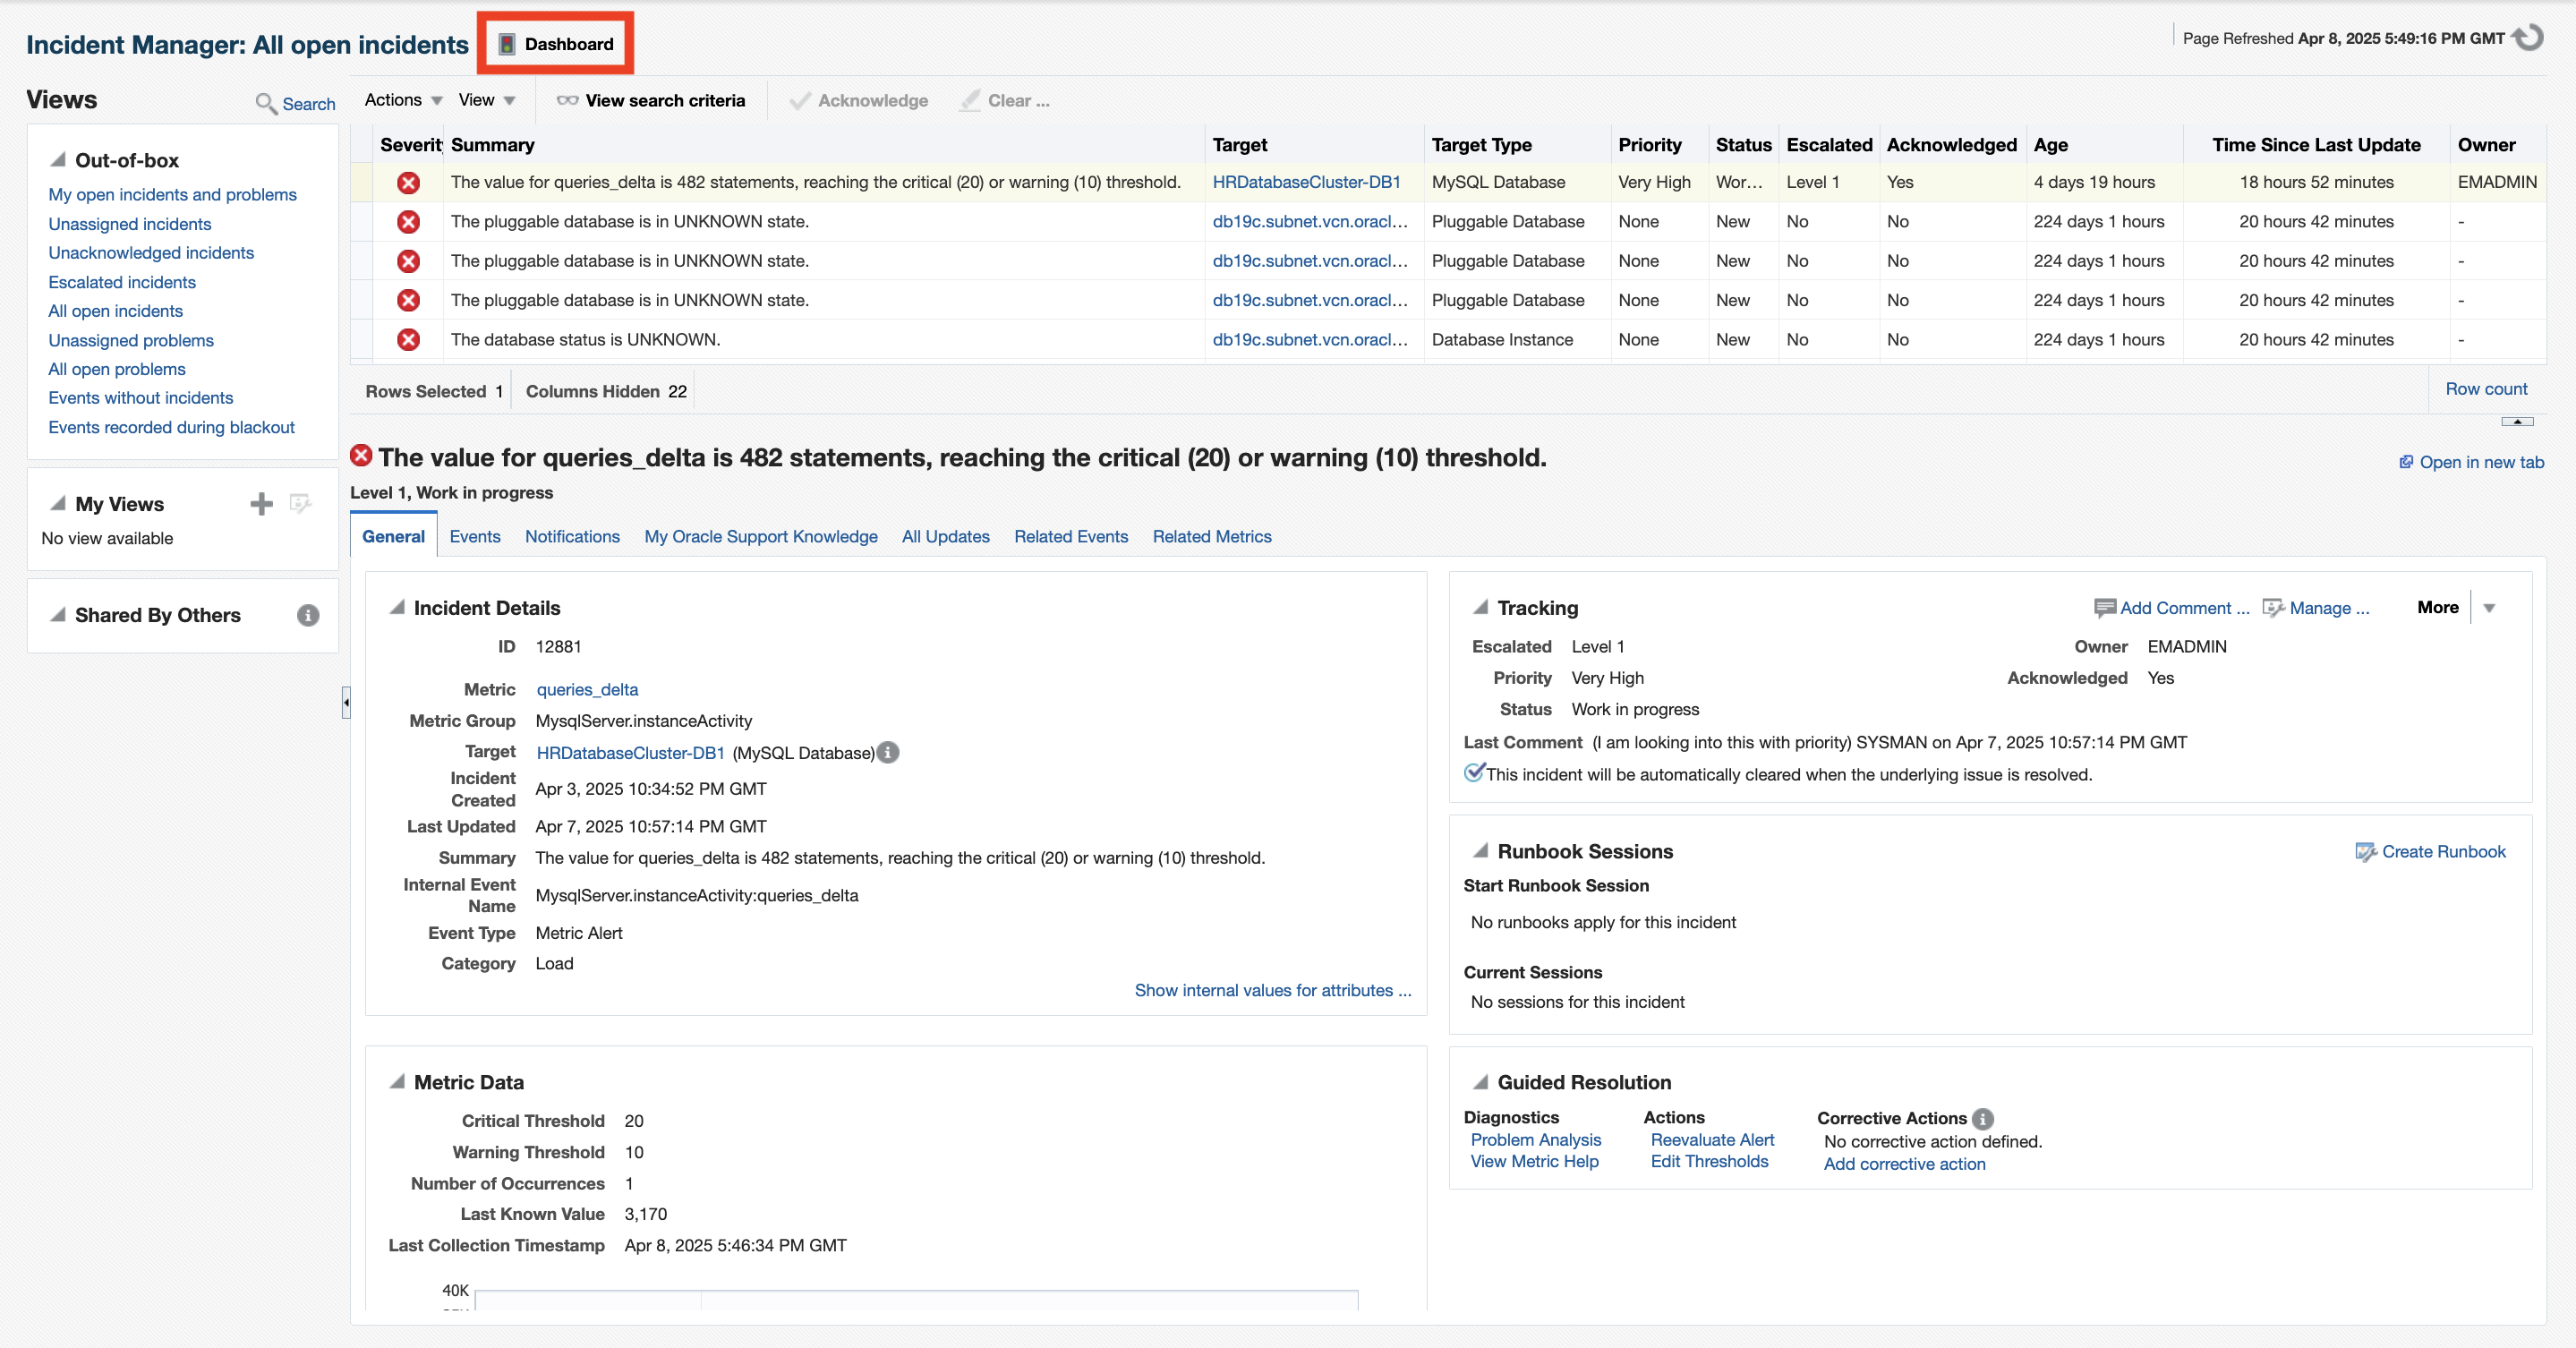 Incident Manager: All open incidents Dashboard
Page Refreshed Apr 8, 2025 5:49:16 PM GMT
Views
Search
Out-of-box
My open incidents and problems
Unassigned incidents
Unacknowledged incidents
Escalated incidents
All open incidents
Unassigned problems
All open problems
Events without incidents
Events recorded during blackout
My Views
No view available
Shared By Others
Actions View View search criteria Acknowledge Clear ...
Severity Summary Target Target Type Priority Status Escalated Acknowledged Age Time Since Last Update Owner
The value for queries_delta is 482 statements, reaching the critical (20) or warning (10) threshold. HRDatabaseCluster-DB1 MySQL Database Very High Wor... Level 1 Yes 4 days 19 hours 18 hours 52 minutes EMADMIN
The pluggable database is in UNKNOWN state. db19c.subnet.vcn.oracl... Pluggable Database None New No No 224 days 1 hours 20 hours 42 minutes -
The pluggable database is in UNKNOWN state. db19c.subnet.vcn.oracl... Pluggable Database None New No No 224 days 1 hours 20 hours 42 minutes -
The pluggable database is in UNKNOWN state. db19c.subnet.vcn.oracl... Pluggable Database None New No No 224 days 1 hours 20 hours 42 minutes -
The database status is UNKNOWN. db19c.subnet.vcn.oracl... Database Instance None New No No 224 days 1 hours 20 hours 42 minutes -
Rows Selected 1 Columns Hidden 22
Row count
The value for queries_delta is 482 statements, reaching the critical (20) or warning (10) threshold.
Open in new tab
Level 1, Work in progress
General Events Notifications My Oracle Support Knowledge All Updates Related Events Related Metrics
Incident Details
ID 12881
Metric queries_delta
Metric Group MysqlServer.instanceActivity
Target HRDatabaseCluster-DB1 (MySQL Database)
Incident
Created Apr 3, 2025 10:34:52 PM GMT
Last Updated Apr 7, 2025 10:57:14 PM GMT
Summary The value for queries_delta is 482 statements, reaching the critical (20) or warning (10) threshold.
Internal Event
Name MysqlServer.instanceActivity:queries_delta
Event Type Metric Alert
Category Load
Show internal values for attributes ...
Metric Data
Critical Threshold 20
Warning Threshold 10
Number of Occurrences 1
Last Known Value 3,170
Last Collection Timestamp Apr 8, 2025 5:46:34 PM GMT
40K
Tracking
Add Comment ... Manage ... More
Escalated Level 1 Owner EMADMIN
Priority Very High Acknowledged Yes
Status Work in progress
Last Comment (I am looking into this with priority) SYSMAN on Apr 7, 2025 10:57:14 PM GMT
This incident will be automatically cleared when the underlying issue is resolved.
Runbook Sessions
Create Runbook
Start Runbook Session
No runbooks apply for this incident
Current Sessions
No sessions for this incident
Guided Resolution
Diagnostics Actions Corrective Actions
Problem Analysis Reevaluate Alert No corrective action defined.
View Metric Help Edit Thresholds Add corrective action